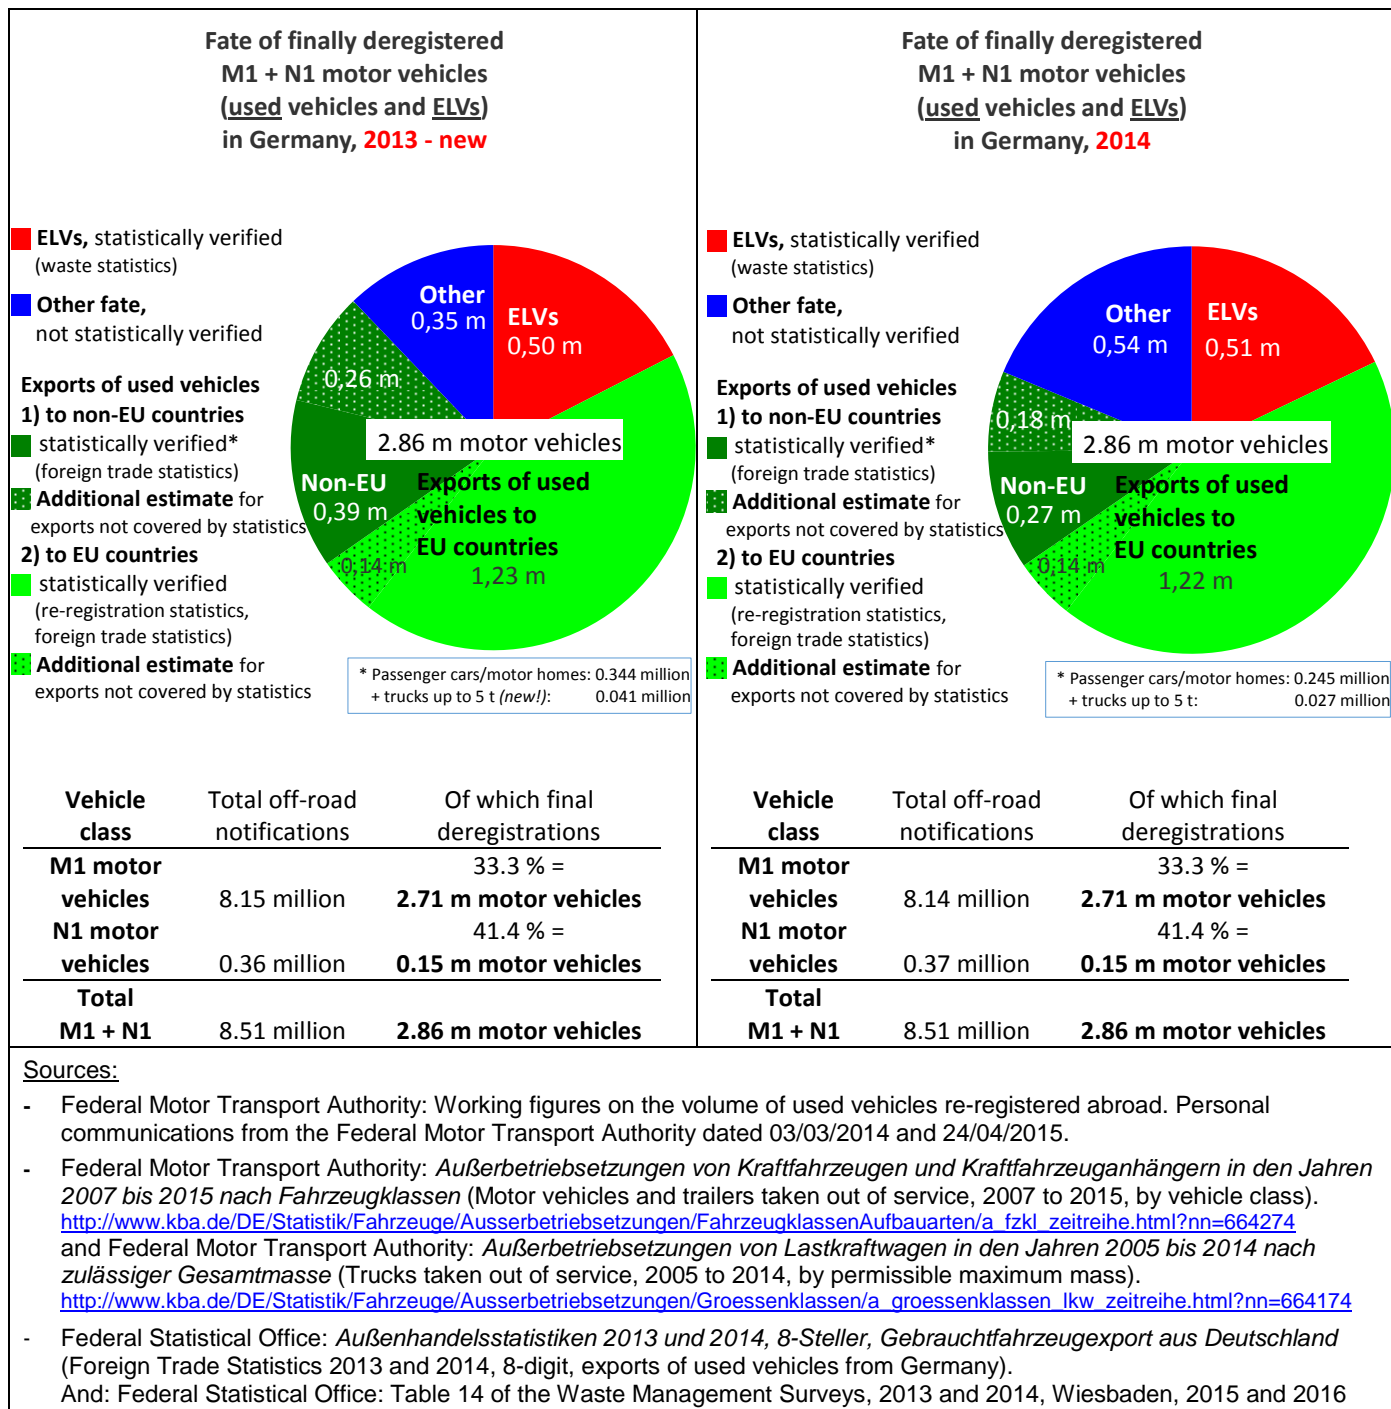 Fate of finally deregistered
M1 + N1 motor vehicles
(used vehicles and ELVs)
in Germany, 2013 - new
ELVs, statistically verified
(waste statistics)
Other fate,
not statistically verified
Exports of used vehicles
1) to non-EU countries
statistically verified*
(foreign trade statistics)
Additional estimate for
exports not covered by statistics
2) to EU countries
statistically verified
(re-registration statistics,
foreign trade statistics)
Additional estimate for
exports not covered by statistics
Other
0,35 m
ELVs
0,50 m
0,26 m
2.86 m motor vehicles
Non-EU
0,39 m
Exports of used
vehicles to
EU countries
1,23 m
0,14 m
* Passenger cars/motor homes: 0.344 million
+ trucks up to 5 t (new!): 0.041 million
Vehicle Total off-road Of which final
class notifications deregistrations
M1 motor 33.3 % =
vehicles 8.15 million 2.71 m motor vehicles
N1 motor 41.4 % =
vehicles 0.36 million 0.15 m motor vehicles
Total
M1 + N1 8.51 million 2.86 m motor vehicles
Fate of finally deregistered
M1 + N1 motor vehicles
(used vehicles and ELVs)
in Germany, 2014
ELVs, statistically verified
(waste statistics)
Other fate,
not statistically verified
Exports of used vehicles
1) to non-EU countries
statistically verified*
(foreign trade statistics)
Additional estimate for
exports not covered by statistics
2) to EU countries
statistically verified
(re-registration statistics,
foreign trade statistics)
Additional estimate for
exports not covered by statistics
Other
0,54 m
ELVs
0,51 m
0,18 m
2.86 m motor vehicles
Non-EU
0,27 m
Exports of used
vehicles to
EU countries
1,22 m
0,14 m
* Passenger cars/motor homes: 0.245 million
+ trucks up to 5 t: 0.027 million
Vehicle Total off-road Of which final
class notifications deregistrations
M1 motor 33.3 % =
vehicles 8.14 million 2.71 m motor vehicles
N1 motor 41.4 % =
vehicles 0.37 million 0.15 m motor vehicles
Total
M1 + N1 8.51 million 2.86 m motor vehicles
Sources:
- Federal Motor Transport Authority: Working figures on the volume of used vehicles re-registered abroad. Personal
communications from the Federal Motor Transport Authority dated 03/03/2014 and 24/04/2015.
- Federal Motor Transport Authority: Außerbetriebsetzungen von Kraftfahrzeugen und Kraftfahrzeuganhängern in den Jahren
2007 bis 2015 nach Fahrzeugklassen (Motor vehicles and trailers taken out of service, 2007 to 2015, by vehicle class).
http://www.kba.de/DE/Statistik/Fahrzeuge/Ausserbetriebsetzungen/FahrzeugklassenAufbauarten/a_fzkl_zeitreihe.html?nn=664274
and Federal Motor Transport Authority: Außerbetriebsetzungen von Lastkraftwagen in den Jahren 2005 bis 2014 nach
zulässiger Gesamtmasse (Trucks taken out of service, 2005 to 2014, by permissible maximum mass).
http://www.kba.de/DE/Statistik/Fahrzeuge/Ausserbetriebsetzungen/Groessenklassen/a_groessenklassen_lkw_zeitreihe.html?nn=664174
- Federal Statistical Office: Außenhandelsstatistiken 2013 und 2014, 8-Steller, Gebrauchtfahrzeugexport aus Deutschland
(Foreign Trade Statistics 2013 and 2014, 8-digit, exports of used vehicles from Germany).
And: Federal Statistical Office: Table 14 of the Waste Management Surveys, 2013 and 2014, Wiesbaden, 2015 and 2016